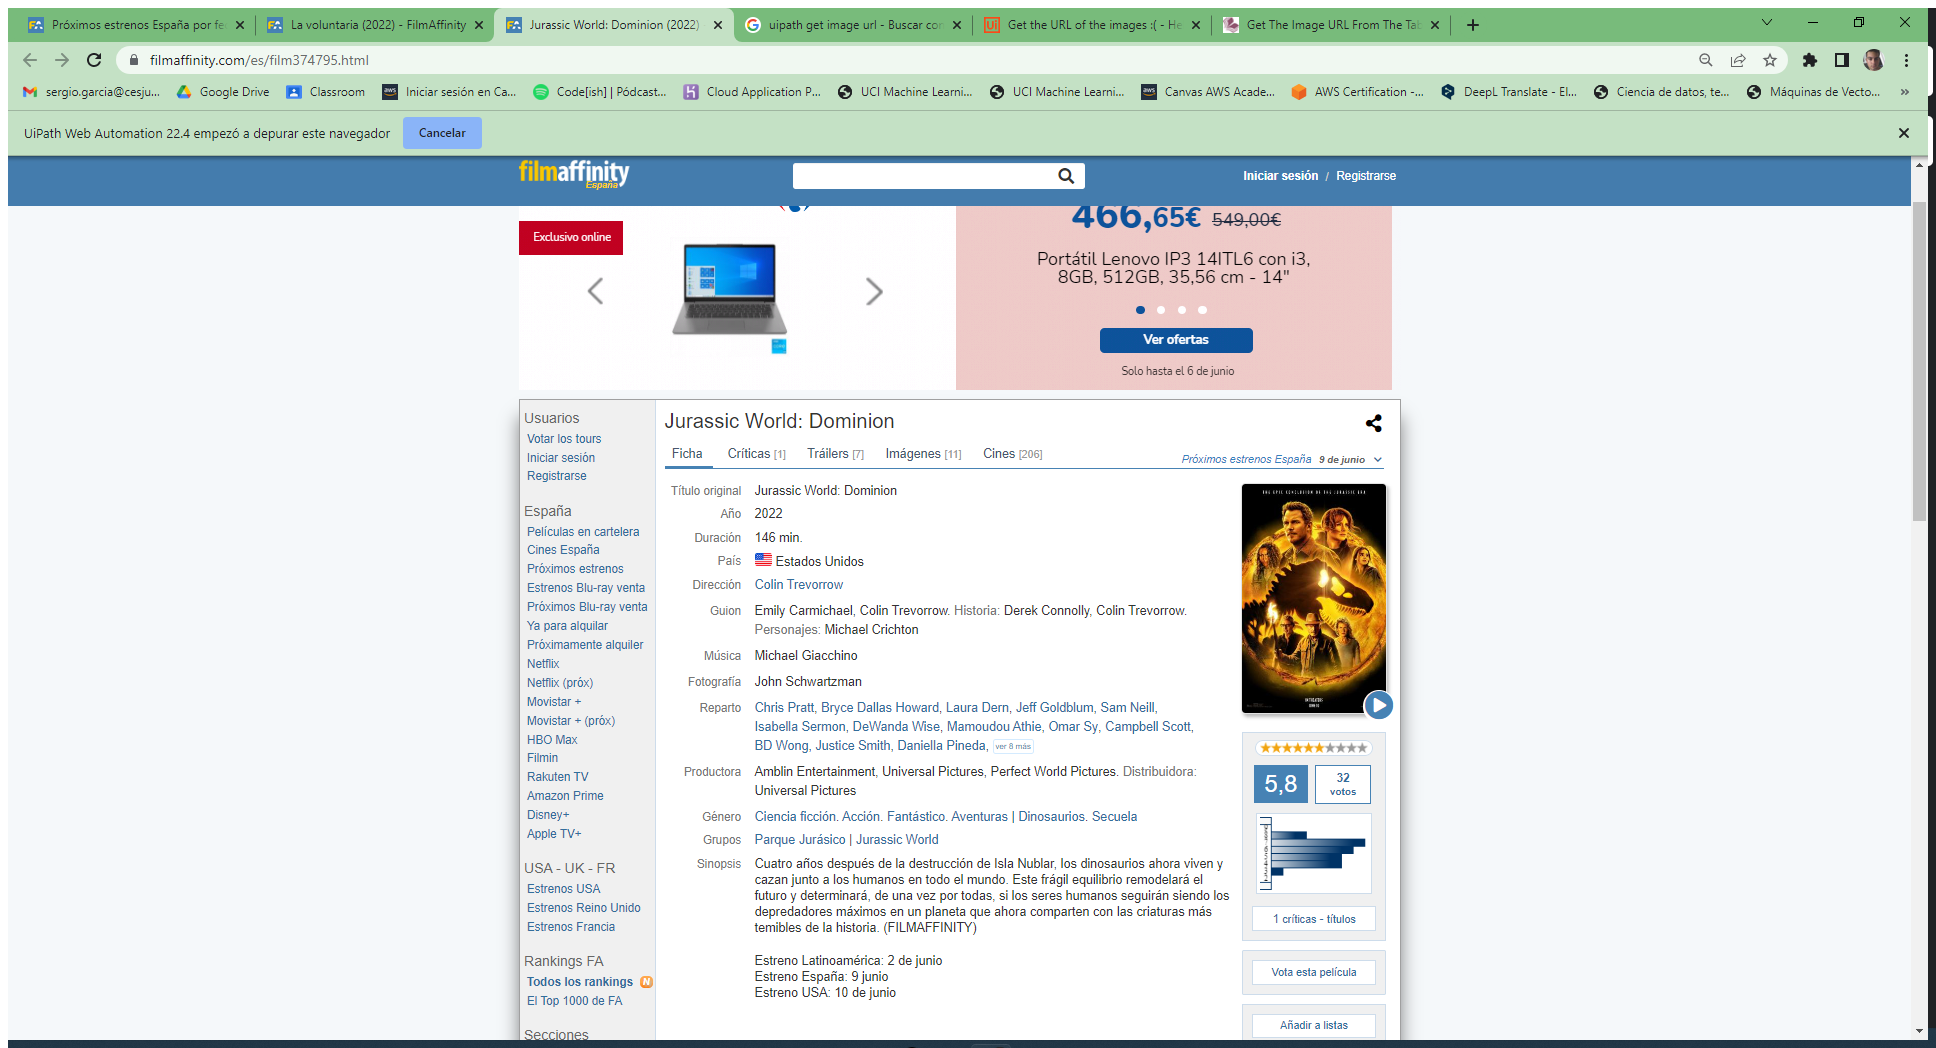 Próximos estrenos España por fe
La voluntaria (2022) - FilmAffinity
Jurassic World: Dominion (2022)
uipath get image url - Buscar con
Get the URL of the images :( - He
Get The Image URL From The Tab
filmaffinity.com/es/film374795.html
sergio.garcia@cesju...
Google Drive
Classroom
Iniciar sesión en Ca...
Code[ish] | Pódcast...
Cloud Application P...
UCI Machine Learni...
UCI Machine Learni...
Canvas AWS Acade...
AWS Certification -...
DeepL Translate - El...
Ciencia de datos, te...
Máquinas de Vecto...
»
UiPath Web Automation 22.4 empezó a depurar este navegador
Cancelar
filmaffinity
España
Iniciar sesión / Registrarse
Exclusivo online
466,65€ 549,00€
Portátil Lenovo IP3 14ITL6 con i3,
8GB, 512GB, 35,56 cm - 14"
Ver ofertas
Solo hasta el 6 de junio
Usuarios
Votar los tours
Iniciar sesión
Registrarse
España
Películas en cartelera
Cines España
Próximos estrenos
Estrenos Blu-ray venta
Próximos Blu-ray venta
Ya para alquilar
Próximamente alquiler
Netflix
Netflix (próx)
Movistar +
Movistar + (próx)
HBO Max
Filmin
Rakuten TV
Amazon Prime
Disney+
Apple TV+
USA - UK - FR
Estrenos USA
Estrenos Reino Unido
Estrenos Francia
Rankings FA
Todos los rankings N
El Top 1000 de FA
Secciones
Jurassic World: Dominion
Ficha
Críticas [1]
Tráilers [7]
Imágenes [11]
Cines [206]
Próximos estrenos España 9 de junio
Título original Jurassic World: Dominion
Año 2022
Duración 146 min.
País Estados Unidos
Dirección Colin Trevorrow
Guion Emily Carmichael, Colin Trevorrow. Historia: Derek Connolly, Colin Trevorrow.
Personajes: Michael Crichton
Música Michael Giacchino
Fotografía John Schwartzman
Reparto Chris Pratt, Bryce Dallas Howard, Laura Dern, Jeff Goldblum, Sam Neill,
Isabella Sermon, DeWanda Wise, Mamoudou Athie, Omar Sy, Campbell Scott,
BD Wong, Justice Smith, Daniella Pineda, ver 8 más
Productora Amblin Entertainment, Universal Pictures, Perfect World Pictures. Distribuidora:
Universal Pictures
Género Ciencia ficción. Acción. Fantástico. Aventuras | Dinosaurios. Secuela
Grupos Parque Jurásico | Jurassic World
Sinopsis Cuatro años después de la destrucción de Isla Nublar, los dinosaurios ahora viven y
cazan junto a los humanos en todo el mundo. Este frágil equilibrio remodelará el
futuro y determinará, de una vez por todas, si los seres humanos seguirán siendo los
depredadores máximos en un planeta que ahora comparten con las criaturas más
temibles de la historia. (FILMAFFINITY)
Estreno Latinoamérica: 2 de junio
Estreno España: 9 junio
Estreno USA: 10 de junio
THE EPIC CONCLUSION OF THE JURASSIC ERA
5,8
32
votos
1 críticas - títulos
Vota esta película
Añadir a listas